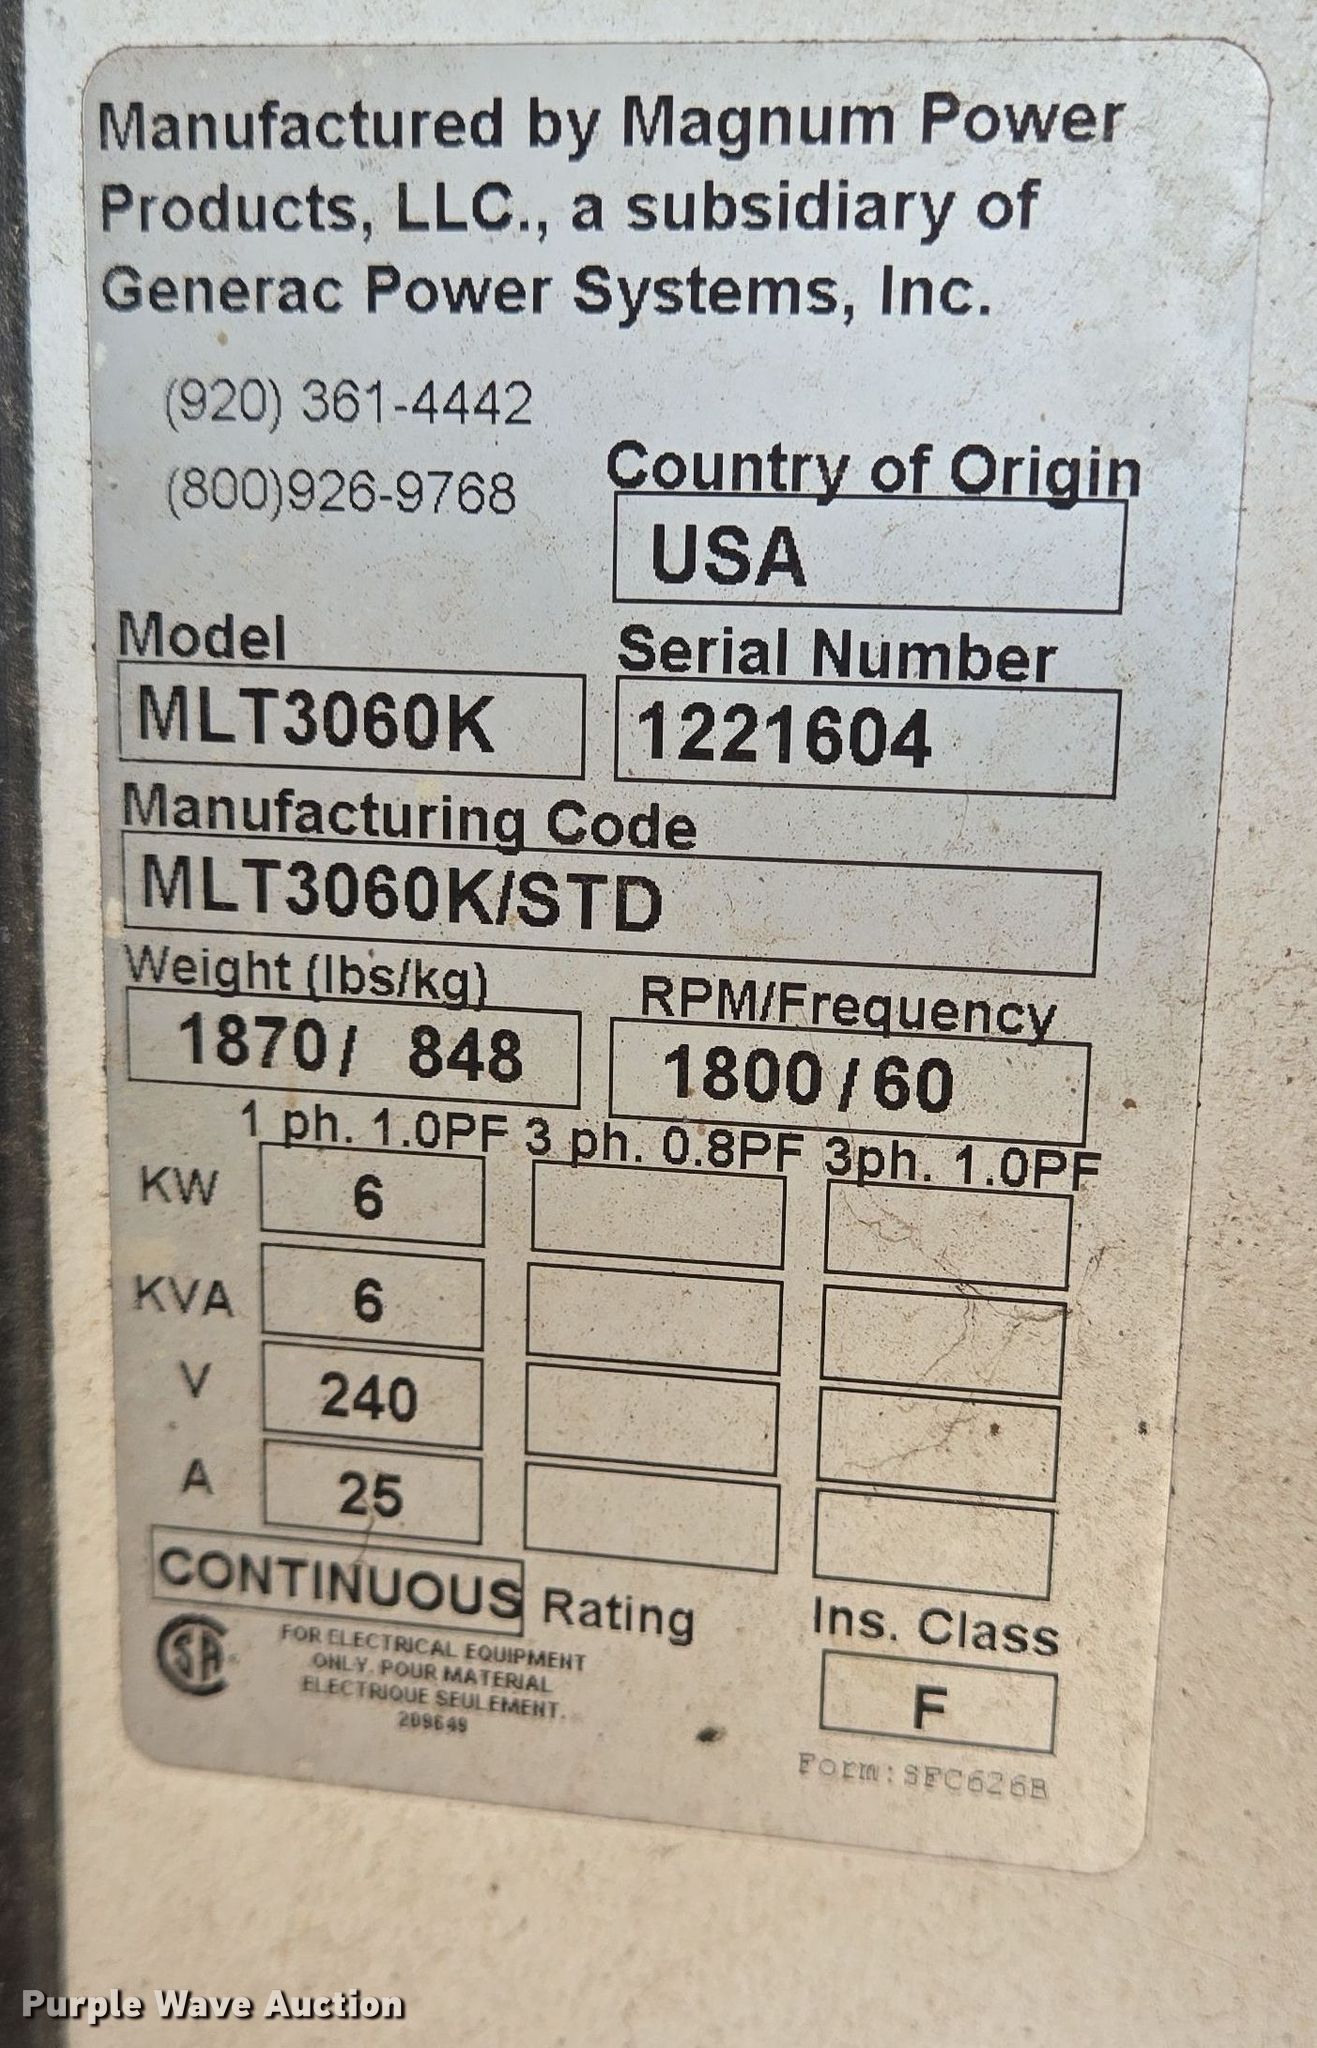 Manufactured by Magnum Power
Products, LLC., a subsidiary of
Generac Power Systems, Inc.
(920) 361-4442
(800)926-9768
Country of Origin
USA
Model
Serial Number
MLT3060K
1221604
Manufacturing Code
MLT3060K/STD
Weight (lbs/kg)
RPM/Frequency
1870/ 848
1800/60
1 ph. 1.0PF 3 ph. 0.8PF 3ph. 1.0PF
KW 6
KVA 6
V 240
A 25
CONTINUOUS Rating
Ins. Class
F
SA
FOR ELECTRICAL EQUIPMENT
ONLY. POUR MATERIAL
ELECTRIQUE SEULEMENT.
209649
Form:SFC626B
Purple Wave Auction